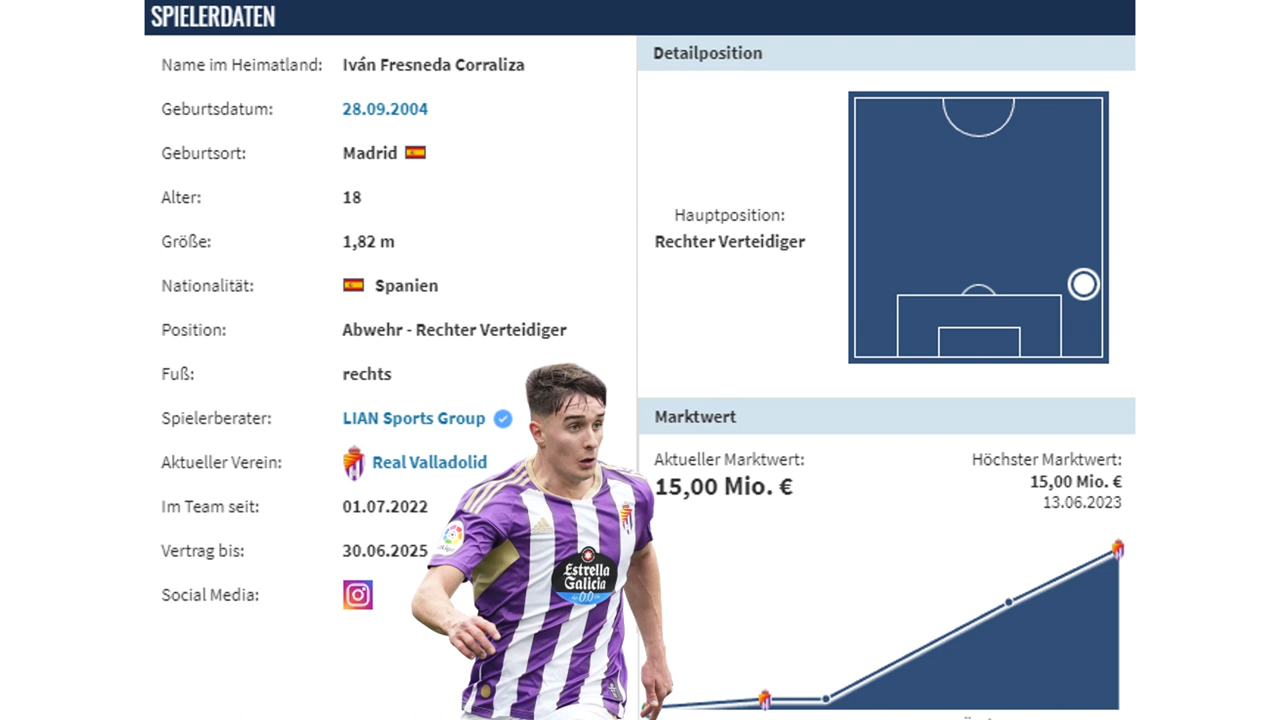 SPIELERDATEN
Name im Heimatland: Iván Fresneda Corraliza
Geburtsdatum: 28.09.2004
Geburtsort: Madrid
Alter: 18
Größe: 1,82 m
Nationalität: Spanien
Position: Abwehr - Rechter Verteidiger
Fuß: rechts
Spielerberater: LIAN Sports Group
Aktueller Verein: Real Valladolid
Im Team seit: 01.07.2022
Vertrag bis: 30.06.2025
Social Media:
Estrella
Galicia
0,0
Detailposition
Hauptposition:
Rechter Verteidiger
Marktwert
Aktueller Marktwert:
15,00 Mio. €
Höchster Marktwert:
15,00 Mio. €
13.06.2023